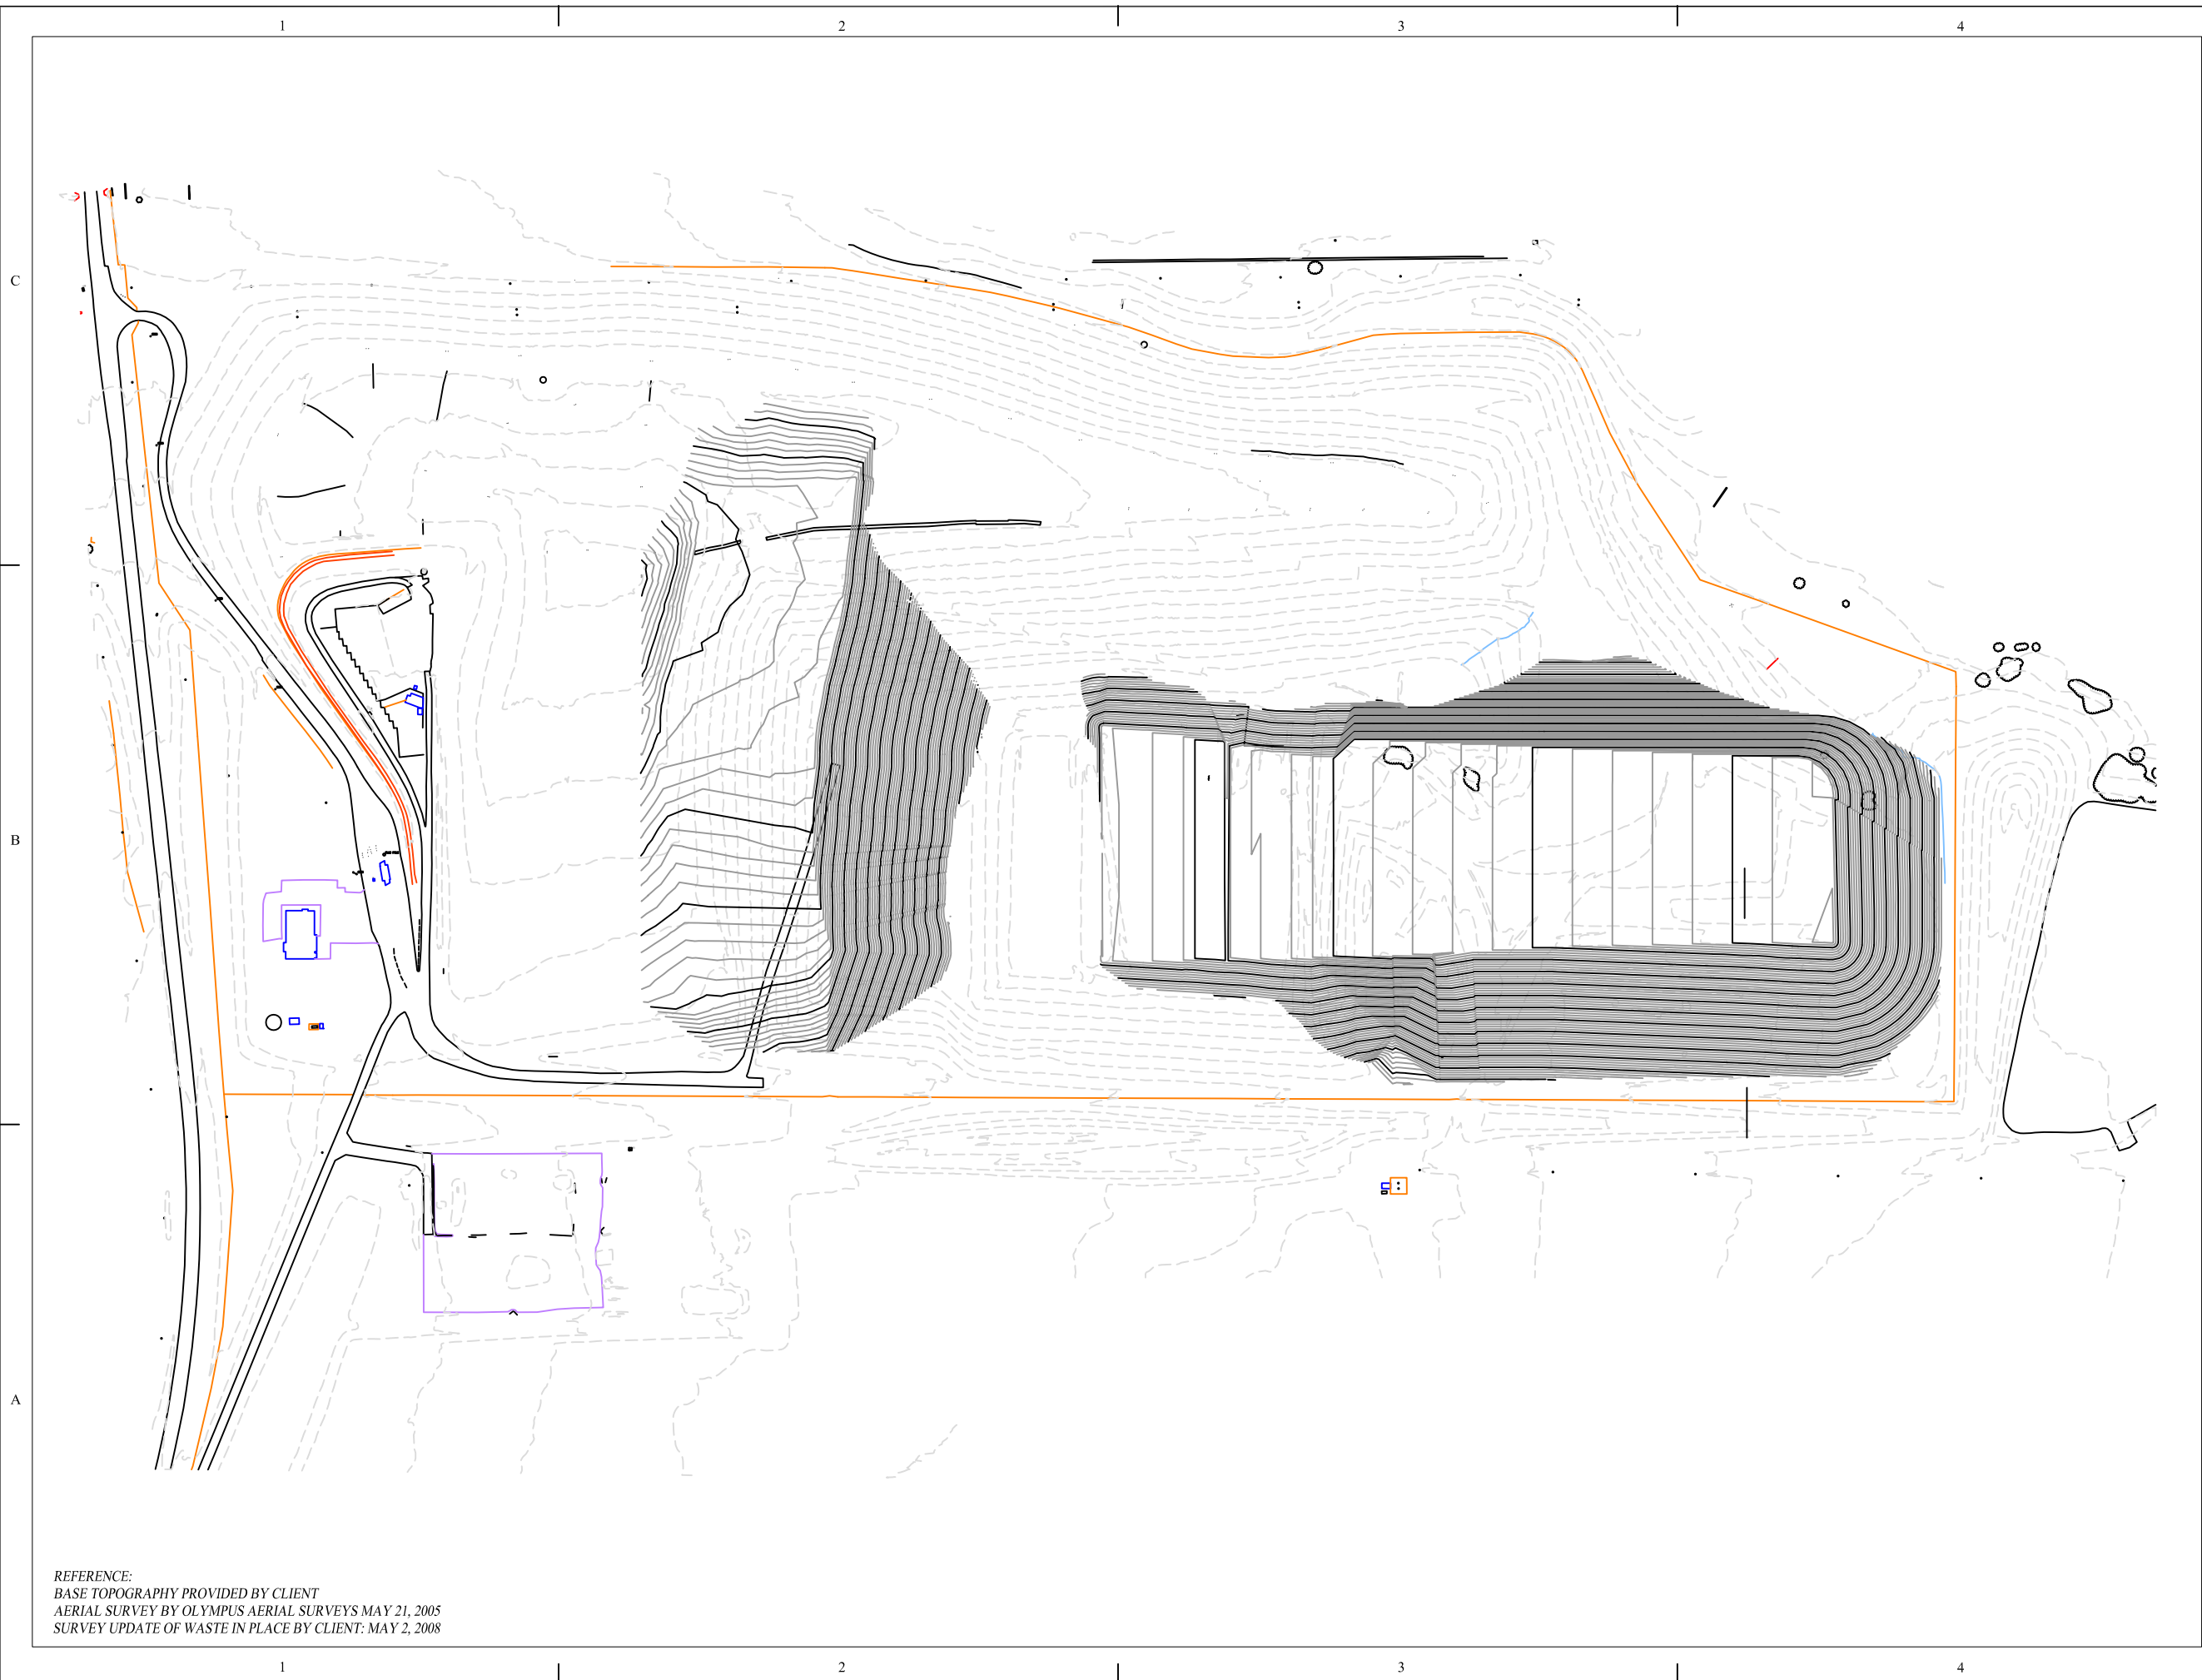 1 2 3 4
C
B
A
REFERENCE:
BASE TOPOGRAPHY PROVIDED BY CLIENT
AERIAL SURVEY BY OLYMPUS AERIAL SURVEYS MAY 21, 2005
SURVEY UPDATE OF WASTE IN PLACE BY CLIENT: MAY 2, 2008
1 2 3 4